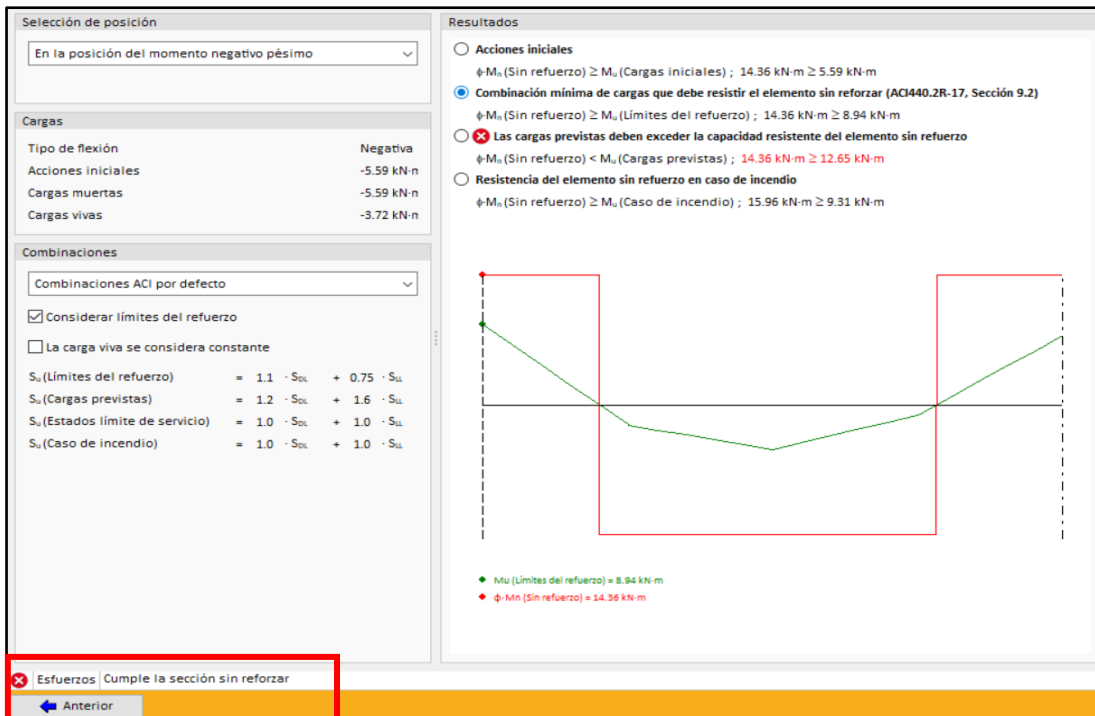 Selección de posición
En la posición del momento negativo pésimo
Cargas
Tipo de flexión Negativa
Acciones iniciales -5.59 kN·n
Cargas muertas -5.59 kN·n
Cargas vivas -3.72 kN·n
Combinaciones
Combinaciones ACI por defecto
Considerar límites del refuerzo
La carga viva se considera constante
Sᵤ (Límites del refuerzo) = 1.1 · S_DL + 0.75 · S_LL
Sᵤ (Cargas previstas) = 1.2 · S_DL + 1.6 · S_LL
Sᵤ (Estados límite de servicio) = 1.0 · S_DL + 1.0 · S_LL
Sᵤ (Caso de incendio) = 1.0 · S_DL + 1.0 · S_LL
Resultados
Acciones iniciales
ϕ·Mₙ (Sin refuerzo) ≥ Mᵤ (Cargas iniciales) ; 14.36 kN·m ≥ 5.59 kN·m
Combinación mínima de cargas que debe resistir el elemento sin reforzar (ACI440.2R-17, Sección 9.2)
ϕ·Mₙ (Sin refuerzo) ≥ Mᵤ (Límites del refuerzo) ; 14.36 kN·m ≥ 8.94 kN·m
Las cargas previstas deben exceder la capacidad resistente del elemento sin refuerzo
ϕ·Mₙ (Sin refuerzo) < Mᵤ (Cargas previstas) ; 14.36 kN·m ≥ 12.65 kN·m
Resistencia del elemento sin refuerzo en caso de incendio
ϕ·Mₙ (Sin refuerzo) ≥ Mᵤ (Caso de incendio) ; 15.96 kN·m ≥ 9.31 kN·m
Mu (Límites del refuerzo) = 8.94 kN·m
ϕ·Mn (Sin refuerzo) = 14.36 kN·m
Esfuerzos Cumple la sección sin reforzar
Anterior